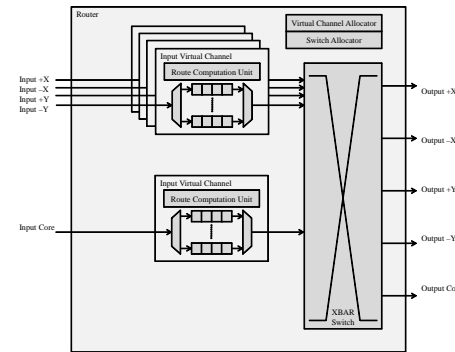 Router
Virtual Channel Allocator
Switch Allocator
Input Virtual Channel
Route Computation Unit
Input +X
Input –X
Input +Y
Input –Y
Output +X
Output –X
Output +Y
Input Virtual Channel
Route Computation Unit
Input Core
Output –Y
Output Co
XBAR
Switch